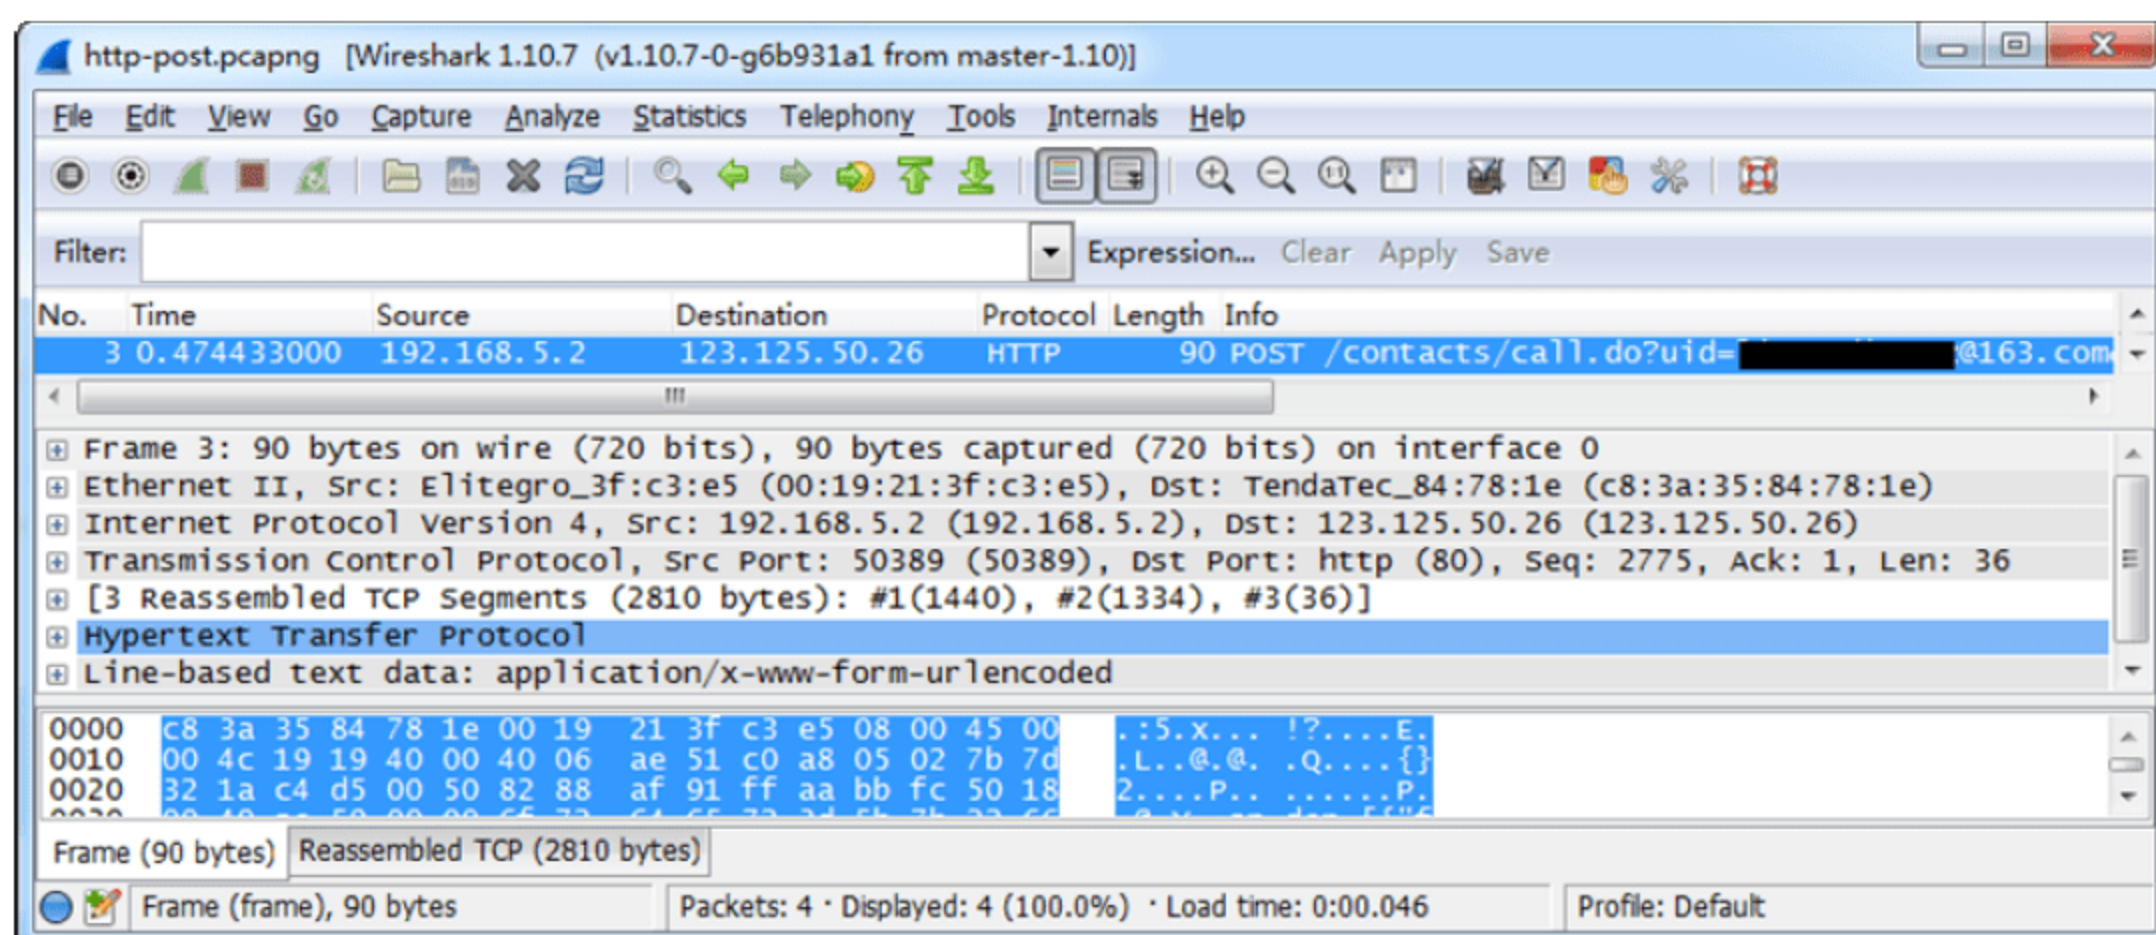 http-post.pcapng [Wireshark 1.10.7 (v1.10.7-0-g6b931a1 from master-1.10)]
File Edit View Go Capture Analyze Statistics Telephony Tools Internals Help
Filter: Expression... Clear Apply Save
No. Time Source Destination Protocol Length Info
3 0.474433000 192.168.5.2 123.125.50.26 HTTP 90 POST /contacts/call.do?uid= @163.com
Frame 3: 90 bytes on wire (720 bits), 90 bytes captured (720 bits) on interface 0
Ethernet II, Src: Elitegro_3f:c3:e5 (00:19:21:3f:c3:e5), Dst: TendaTec_84:78:1e (c8:3a:35:84:78:1e)
Internet Protocol Version 4, Src: 192.168.5.2 (192.168.5.2), Dst: 123.125.50.26 (123.125.50.26)
Transmission Control Protocol, Src Port: 50389 (50389), Dst Port: http (80), Seq: 2775, Ack: 1, Len: 36
[3 Reassembled TCP Segments (2810 bytes): #1(1440), #2(1334), #3(36)]
Hypertext Transfer Protocol
Line-based text data: application/x-www-form-urlencoded
0000 c8 3a 35 84 78 1e 00 19 21 3f c3 e5 08 00 45 00 .:5.x... !?....E.
0010 00 4c 19 19 40 00 40 06 ae 51 c0 a8 05 02 7b 7d .L..@.@. .Q....{}
0020 32 1a c4 d5 00 50 82 88 af 91 ff aa bb fc 50 18 2....P.. ......P.
Frame (90 bytes) Reassembled TCP (2810 bytes)
Frame (frame), 90 bytes Packets: 4 · Displayed: 4 (100.0%) · Load time: 0:00.046 Profile: Default